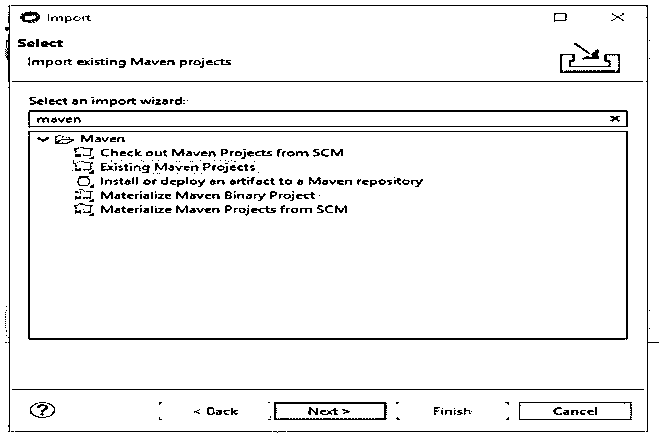 Import
Select
Import existing Maven projects
Select an import wizard:
maven
Maven
Check out Maven Projects from SCM
Existing Maven Projects
Install or deploy an artifact to a Maven repository
Materialize Maven Binary Project
Materialize Maven Projects from SCM
? < Back Next > Finish Cancel